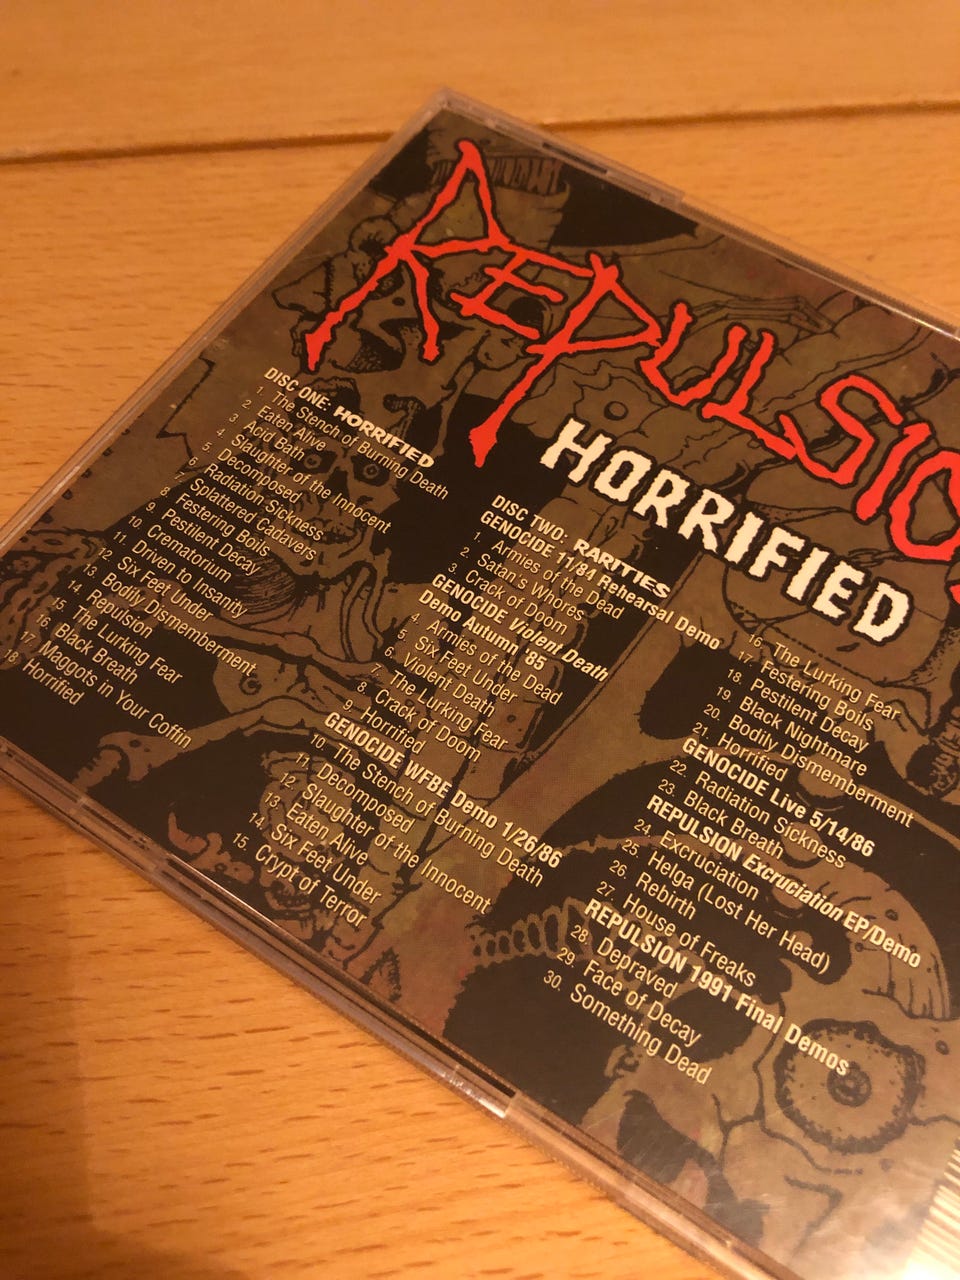 REPULSIO
HORRIFIED
DISC ONE: HORRIFIED
1. The Stench of Burning Death
2. Eaten Alive
3. Acid Bath
4. Slaughter of the Innocent
5. Decomposed
6. Radiation Sickness
7. Splattered Cadavers
8. Festering Boils
9. Pestilent Decay
10. Crematorium
11. Driven to Insanity
12. Six Feet Under
13. Bodily Dismemberment
14. Repulsion
15. The Lurking Fear
16. Black Breath
17. Maggots in Your Coffin
18. Horrified
DISC TWO: RARITIES
GENOCIDE 11/84 Rehearsal Demo
1. Armies of the Dead
2. Satan's Whores
3. Crack of Doom
GENOCIDE Violent Death
Demo Autumn '85
4. Armies of the Dead
5. Six Feet Under
6. Violent Death
7. The Lurking Fear
8. Crack of Doom
9. Horrified
GENOCIDE WFBE Demo 1/26/86
10. The Stench of Burning Death
11. Decomposed
12. Slaughter of the Innocent
13. Eaten Alive
14. Six Feet Under
15. Crypt of Terror
16. The Lurking Fear
17. Festering Boils
18. Pestilent Decay
19. Black Nightmare
20. Bodily Dismemberment
21. Horrified
GENOCIDE Live 5/14/86
22. Radiation Sickness
23. Black Breath
REPULSION Excruciation EP/Demo
24. Excruciation
25. Helga (Lost Her Head)
26. Rebirth
27. House of Freaks
REPULSION 1991 Final Demos
28. Depraved
29. Face of Decay
30. Something Dead